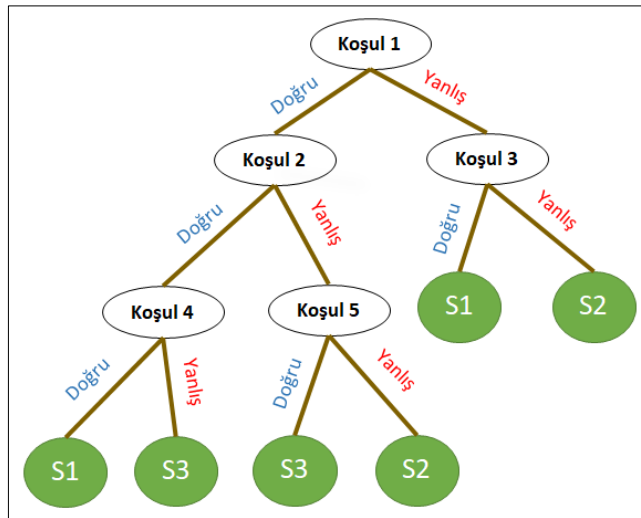 Koşul 1
Doğru
Yanlış
Koşul 2
Koşul 3
Doğru
Yanlış
Doğru
Yanlış
Koşul 4
Koşul 5
S1
S2
Doğru
Yanlış
Doğru
Yanlış
S1
S3
S3
S2